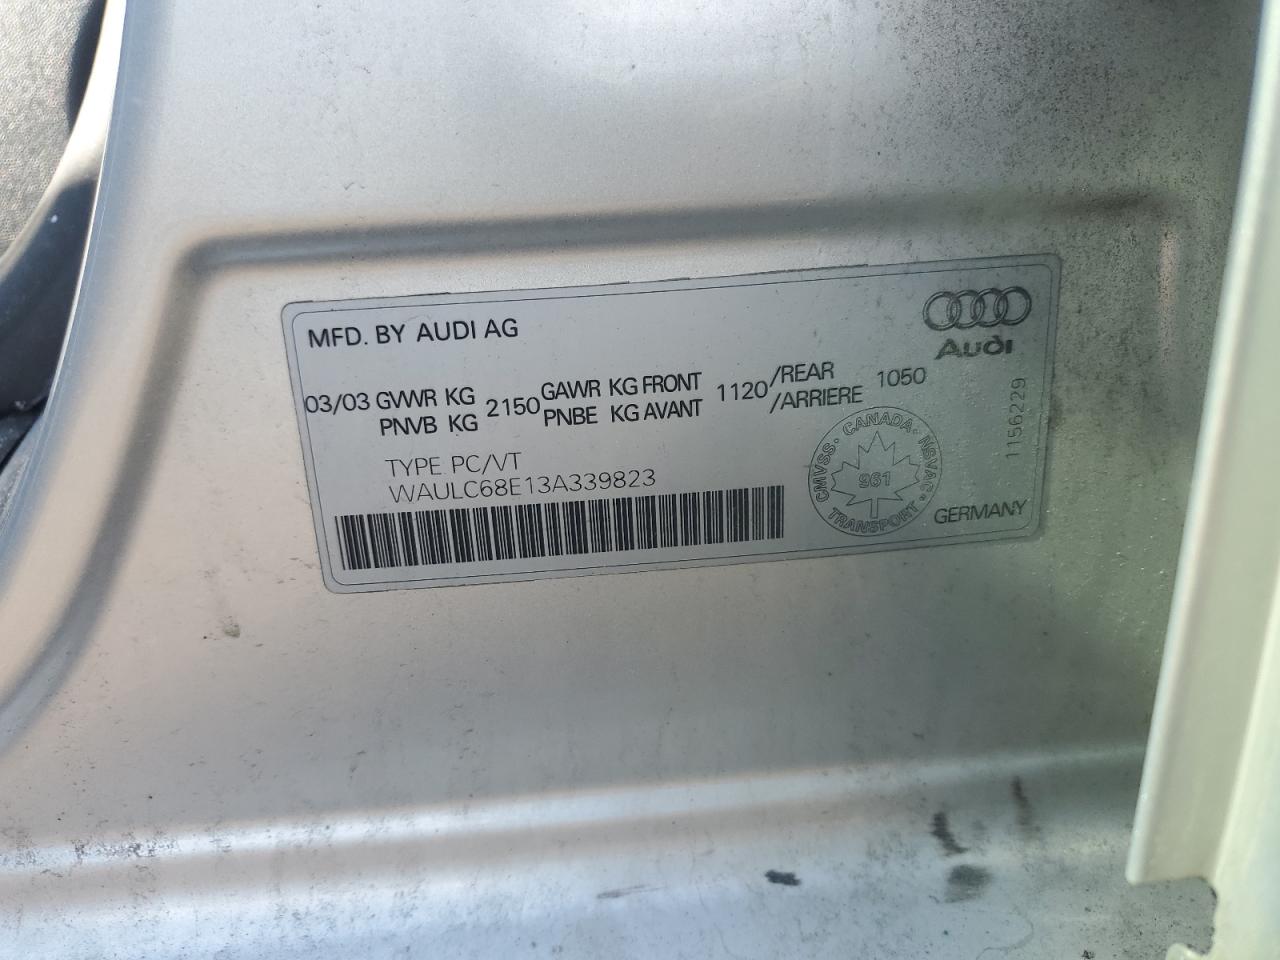 MFD. BY AUDI AG
Audi
03/03 GVWR KG 2150 GAWR KG FRONT 1120 /REAR 1050
PNVB KG PNBE KG AVANT /ARRIERE
TYPE PC/VT
WAULC68E13A339823
CMVSS · CANADA · NSVAC · TRANSPORT ·
961
GERMANY
1156229